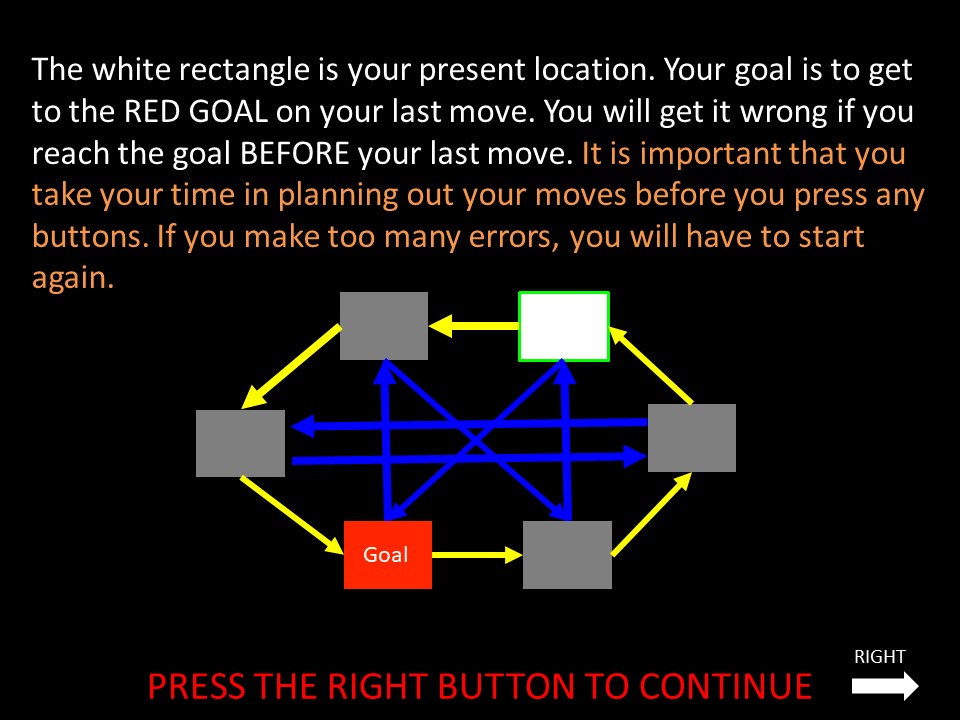 The white rectangle is your present location. Your goal is to get
to the RED GOAL on your last move. You will get it wrong if you
reach the goal BEFORE your last move. It is important that you
take your time in planning out your moves before you press any
buttons. If you make too many errors, you will have to start
again.
Goal
RIGHT
PRESS THE RIGHT BUTTON TO CONTINUE